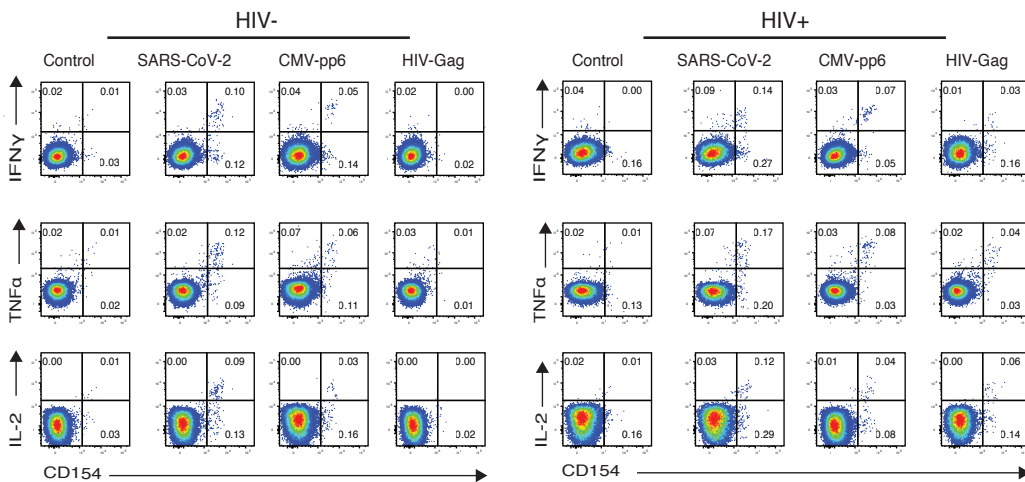 HIV- HIV+
Control SARS-CoV-2 CMV-pp6 HIV-Gag Control SARS-CoV-2 CMV-pp6 HIV-Gag
0.02 0.01 0.03 0.10 0.04 0.05 0.02 0.00 0.04 0.00 0.09 0.14 0.03 0.07 0.01 0.03
IFNγ IFNγ
0.03 0.12 0.14 0.02 0.16 0.27 0.05 0.16
0.02 0.01 0.02 0.12 0.07 0.06 0.03 0.01 0.02 0.01 0.07 0.17 0.03 0.08 0.02 0.04
TNFα TNFα
0.02 0.09 0.11 0.01 0.13 0.20 0.03 0.03
0.00 0.01 0.00 0.09 0.00 0.03 0.00 0.00 0.02 0.01 0.03 0.12 0.01 0.04 0.00 0.06
IL-2 IL-2
0.03 0.13 0.16 0.02 0.16 0.29 0.08 0.14
CD154 CD154